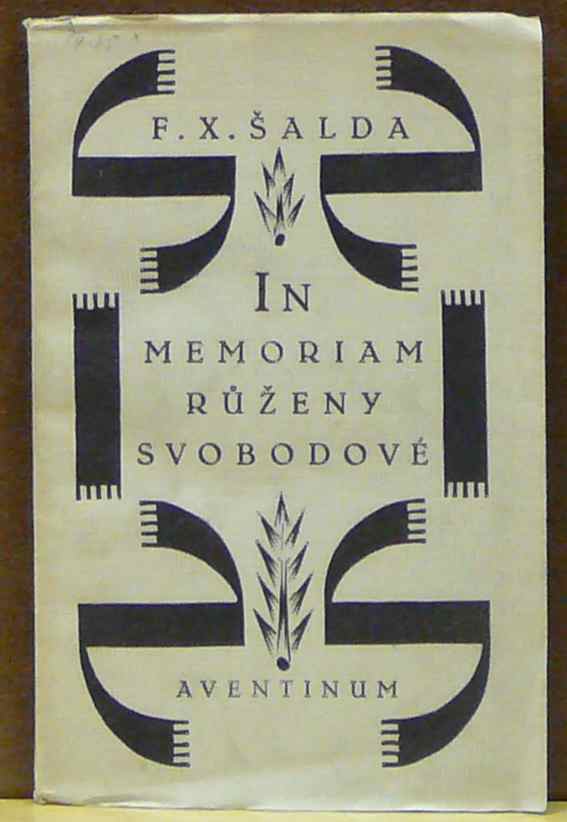 F. X. ŠALDA
IN
MEMORIAM
RŮŽENY
SVOBODOVÉ
AVENTINUM